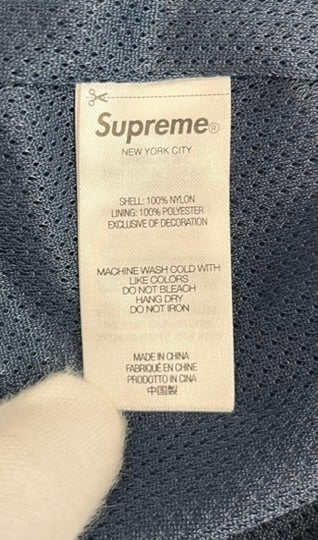 Supreme®
NEW YORK CITY
SHELL: 100% NYLON
LINING: 100% POLYESTER
EXCLUSIVE OF DECORATION
MACHINE WASH COLD WITH
LIKE COLORS
DO NOT BLEACH
HANG DRY
DO NOT IRON
MADE IN CHINA
FABRIQUÉ EN CHINE
PRODOTTO IN CINA
中国製